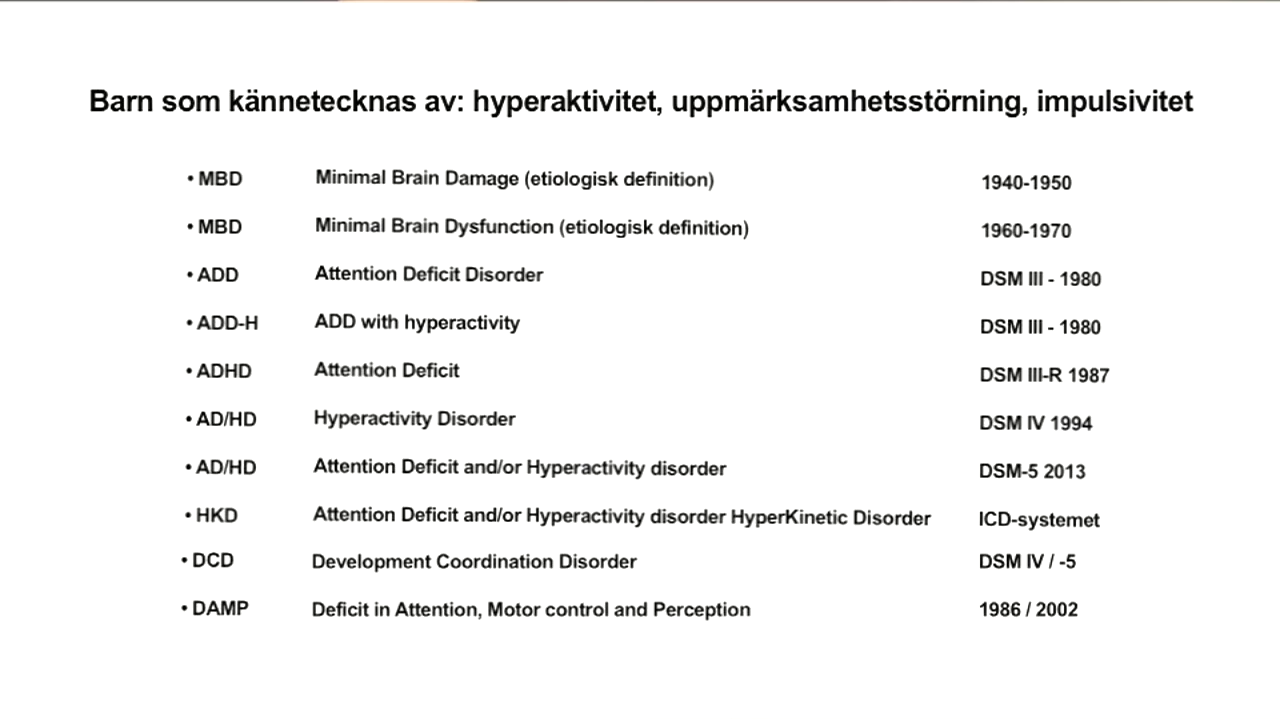 Barn som kännetecknas av: hyperaktivitet, uppmärksamhetsstörning, impulsivitet
• MBD Minimal Brain Damage (etiologisk definition) 1940-1950
• MBD Minimal Brain Dysfunction (etiologisk definition) 1960-1970
• ADD Attention Deficit Disorder DSM III - 1980
• ADD-H ADD with hyperactivity DSM III - 1980
• ADHD Attention Deficit DSM III-R 1987
• AD/HD Hyperactivity Disorder DSM IV 1994
• AD/HD Attention Deficit and/or Hyperactivity disorder DSM-5 2013
• HKD Attention Deficit and/or Hyperactivity disorder HyperKinetic Disorder ICD-systemet
• DCD Development Coordination Disorder DSM IV / -5
• DAMP Deficit in Attention, Motor control and Perception 1986 / 2002